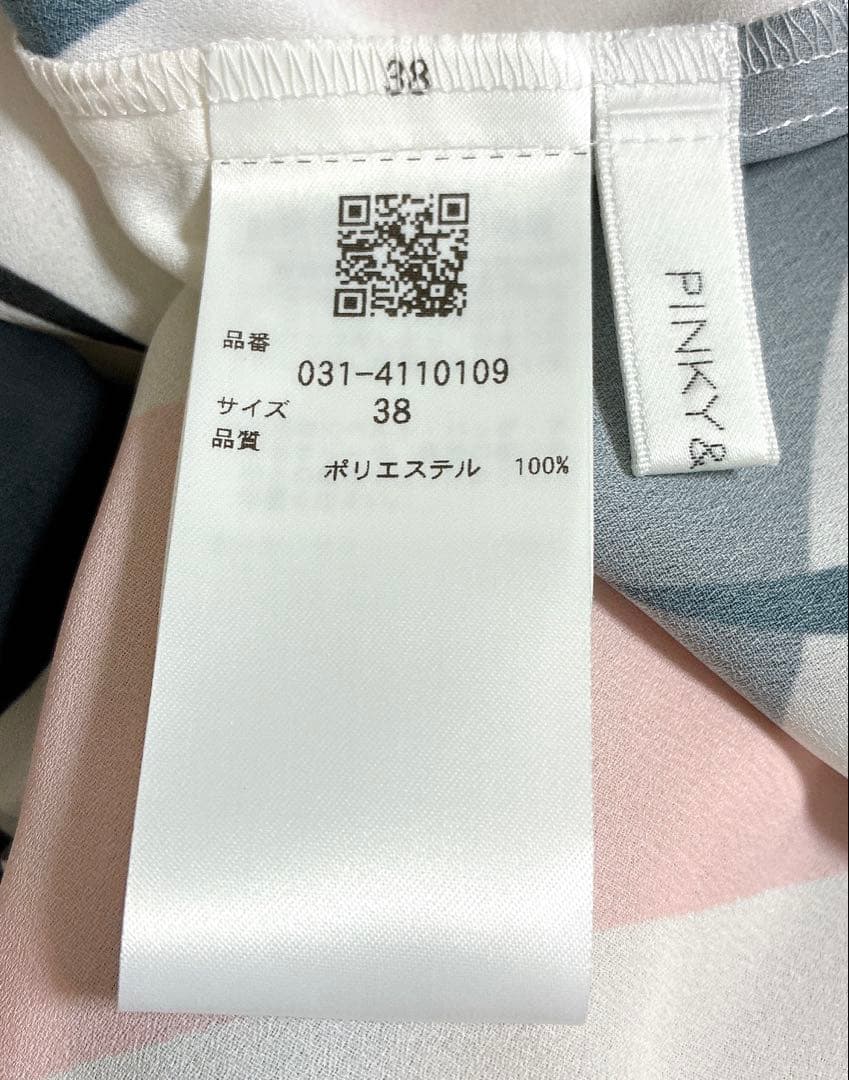 38
品番
031-4110109
サイズ 38
品質
ポリエステル 100%
PINKY &